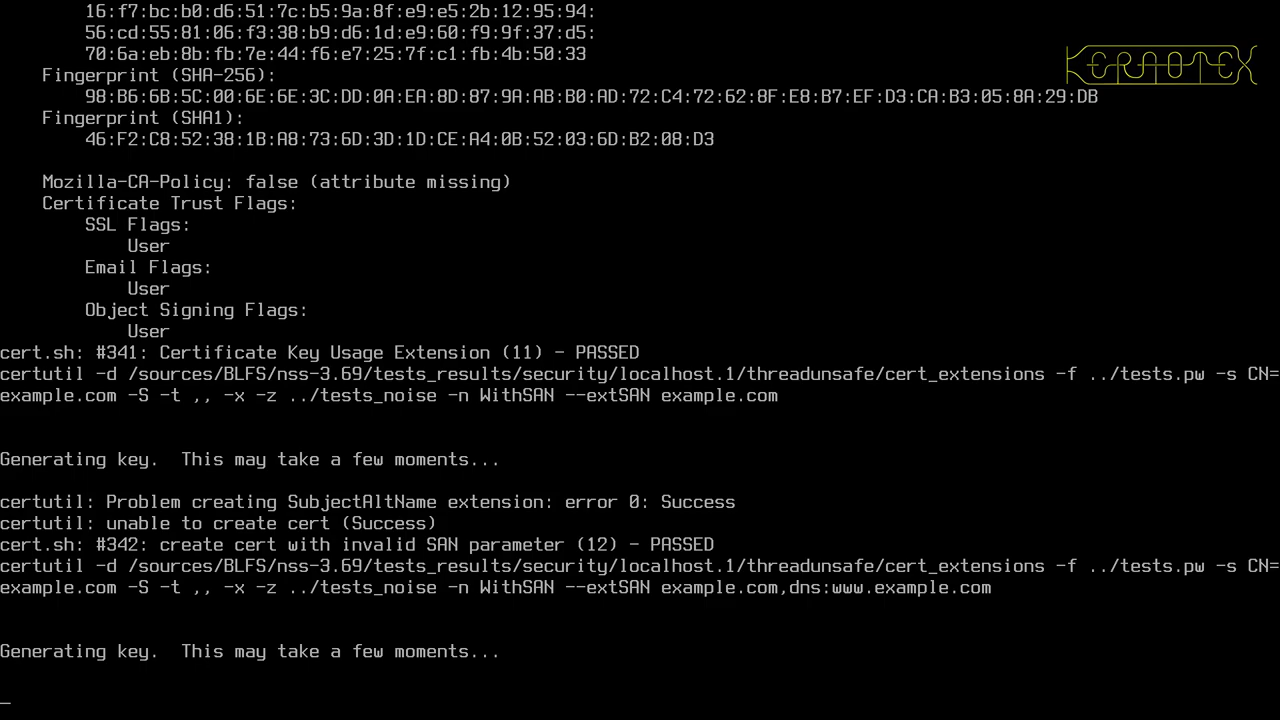 16:f7:bc:b0:d6:51:7c:b5:9a:8f:e9:e5:2b:12:95:94:
56:cd:55:81:06:f3:38:b9:d6:1d:e9:60:f9:9f:37:d5:
70:6a:eb:8b:fb:7e:44:f6:e7:25:7f:c1:fb:4b:50:33
KERNOTEX
Fingerprint (SHA-256):
98:B6:6B:5C:00:6E:6E:3C:DD:0A:EA:8D:87:9A:AB:B0:AD:72:C4:72:62:8F:E8:B7:EF:D3:CA:B3:05:8A:29:DB
Fingerprint (SHA1):
46:F2:C8:52:38:1B:A8:73:6D:3D:1D:CE:A4:0B:52:03:6D:B2:08:D3
Mozilla-CA-Policy: false (attribute missing)
Certificate Trust Flags:
SSL Flags:
User
Email Flags:
User
Object Signing Flags:
User
cert.sh: #341: Certificate Key Usage Extension (11) - PASSED
certutil -d /sources/BLFS/nss-3.69/tests_results/security/localhost.1/threadunsafe/cert_extensions -f ../tests.pw -s CN=
example.com -S -t ,, -x -z ../tests_noise -n WithSAN --extSAN example.com
Generating key.  This may take a few moments...
certutil: Problem creating SubjectAltName extension: error 0: Success
certutil: unable to create cert (Success)
cert.sh: #342: create cert with invalid SAN parameter (12) - PASSED
certutil -d /sources/BLFS/nss-3.69/tests_results/security/localhost.1/threadunsafe/cert_extensions -f ../tests.pw -s CN=
example.com -S -t ,, -x -z ../tests_noise -n WithSAN --extSAN example.com,dns:www.example.com
Generating key.  This may take a few moments...
_